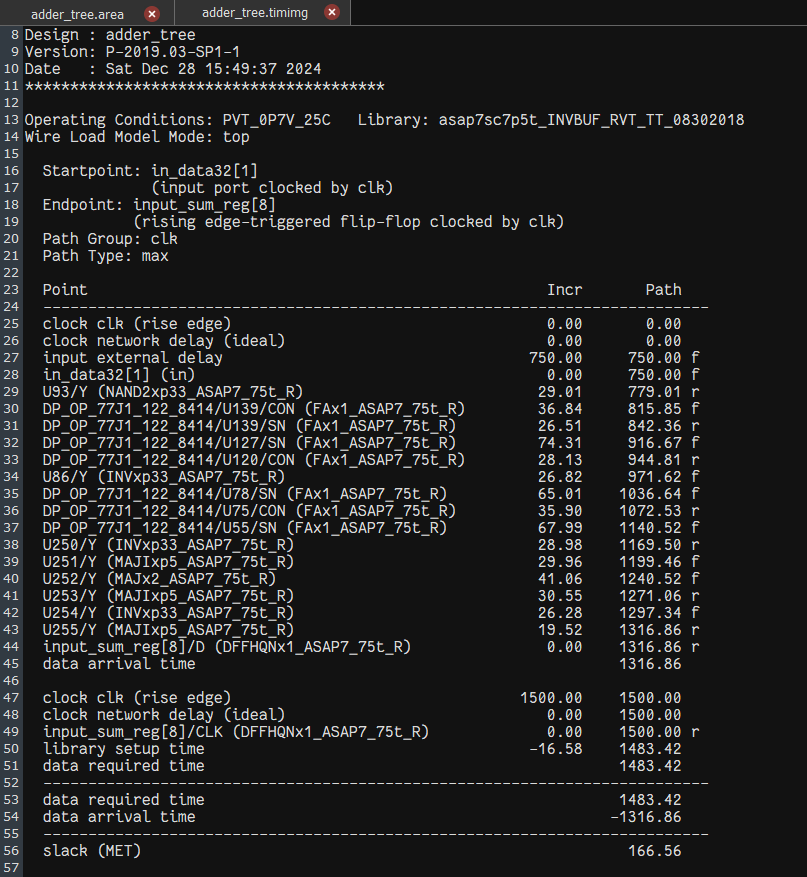 adder_tree.area adder_tree.timimg
8 Design : adder_tree
9 Version: P-2019.03-SP1-1
10 Date   : Sat Dec 28 15:49:37 2024
11 ****************************************
12
13 Operating Conditions: PVT_0P7V_25C   Library: asap7sc7p5t_INVBUF_RVT_TT_08302018
14 Wire Load Model Mode: top
15
16   Startpoint: in_data32[1]
17               (input port clocked by clk)
18   Endpoint: input_sum_reg[8]
19             (rising edge-triggered flip-flop clocked by clk)
20   Path Group: clk
21   Path Type: max
22
23   Point                                                   Incr       Path
24   --------------------------------------------------------------------------
25   clock clk (rise edge)                                   0.00       0.00
26   clock network delay (ideal)                             0.00       0.00
27   input external delay                                  750.00     750.00 f
28   in_data32[1] (in)                                       0.00     750.00 f
29   U93/Y (NAND2xp33_ASAP7_75t_R)                          29.01     779.01 r
30   DP_OP_77J1_122_8414/U139/CON (FAx1_ASAP7_75t_R)        36.84     815.85 f
31   DP_OP_77J1_122_8414/U139/SN (FAx1_ASAP7_75t_R)         26.51     842.36 r
32   DP_OP_77J1_122_8414/U127/SN (FAx1_ASAP7_75t_R)         74.31     916.67 f
33   DP_OP_77J1_122_8414/U120/CON (FAx1_ASAP7_75t_R)        28.13     944.81 r
34   U86/Y (INVxp33_ASAP7_75t_R)                            26.82     971.62 f
35   DP_OP_77J1_122_8414/U78/SN (FAx1_ASAP7_75t_R)          65.01    1036.64 f
36   DP_OP_77J1_122_8414/U75/CON (FAx1_ASAP7_75t_R)         35.90    1072.53 r
37   DP_OP_77J1_122_8414/U55/SN (FAx1_ASAP7_75t_R)          67.99    1140.52 f
38   U250/Y (INVxp33_ASAP7_75t_R)                           28.98    1169.50 r
39   U251/Y (MAJIxp5_ASAP7_75t_R)                           29.96    1199.46 f
40   U252/Y (MAJx2_ASAP7_75t_R)                             41.06    1240.52 f
41   U253/Y (MAJIxp5_ASAP7_75t_R)                           30.55    1271.06 r
42   U254/Y (INVxp33_ASAP7_75t_R)                           26.28    1297.34 f
43   U255/Y (MAJIxp5_ASAP7_75t_R)                           19.52    1316.86 r
44   input_sum_reg[8]/D (DFFHQNx1_ASAP7_75t_R)               0.00    1316.86 r
45   data arrival time                                               1316.86
46
47   clock clk (rise edge)                                1500.00    1500.00
48   clock network delay (ideal)                             0.00    1500.00
49   input_sum_reg[8]/CLK (DFFHQNx1_ASAP7_75t_R)             0.00    1500.00 r
50   library setup time                                    -16.58    1483.42
51   data required time                                              1483.42
52   --------------------------------------------------------------------------
53   data required time                                              1483.42
54   data arrival time                                              -1316.86
55   --------------------------------------------------------------------------
56   slack (MET)                                                      166.56
57